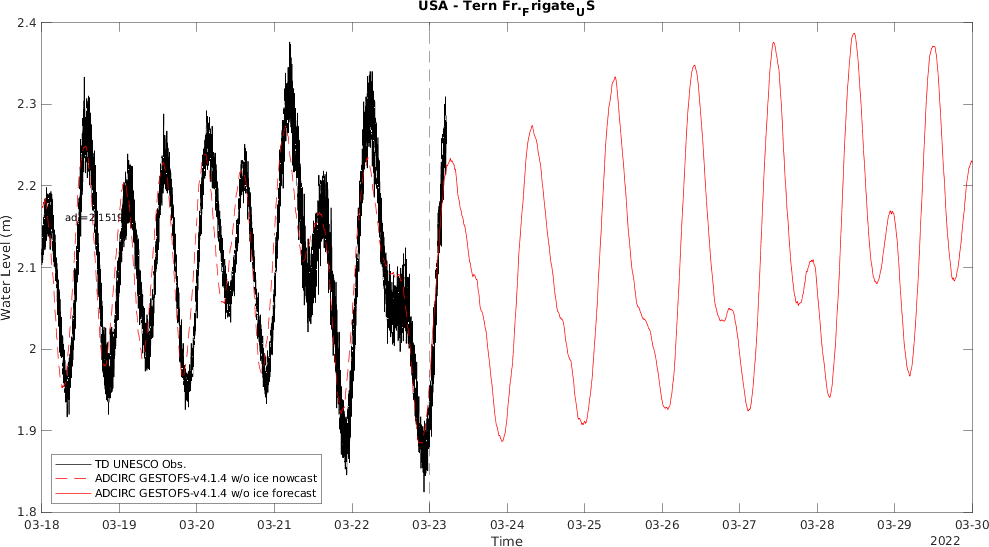 USA - Tern Fr.FrigateUS
2.4
2.3
2.2
2.1
2
1.9
1.8
Water Level (m)
adj=2.1519
TD UNESCO Obs.
ADCIRC GESTOFS-v4.1.4 w/o ice nowcast
ADCIRC GESTOFS-v4.1.4 w/o ice forecast
03-18 03-19 03-20 03-21 03-22 03-23 03-24 03-25 03-26 03-27 03-28 03-29 03-30
Time
2022